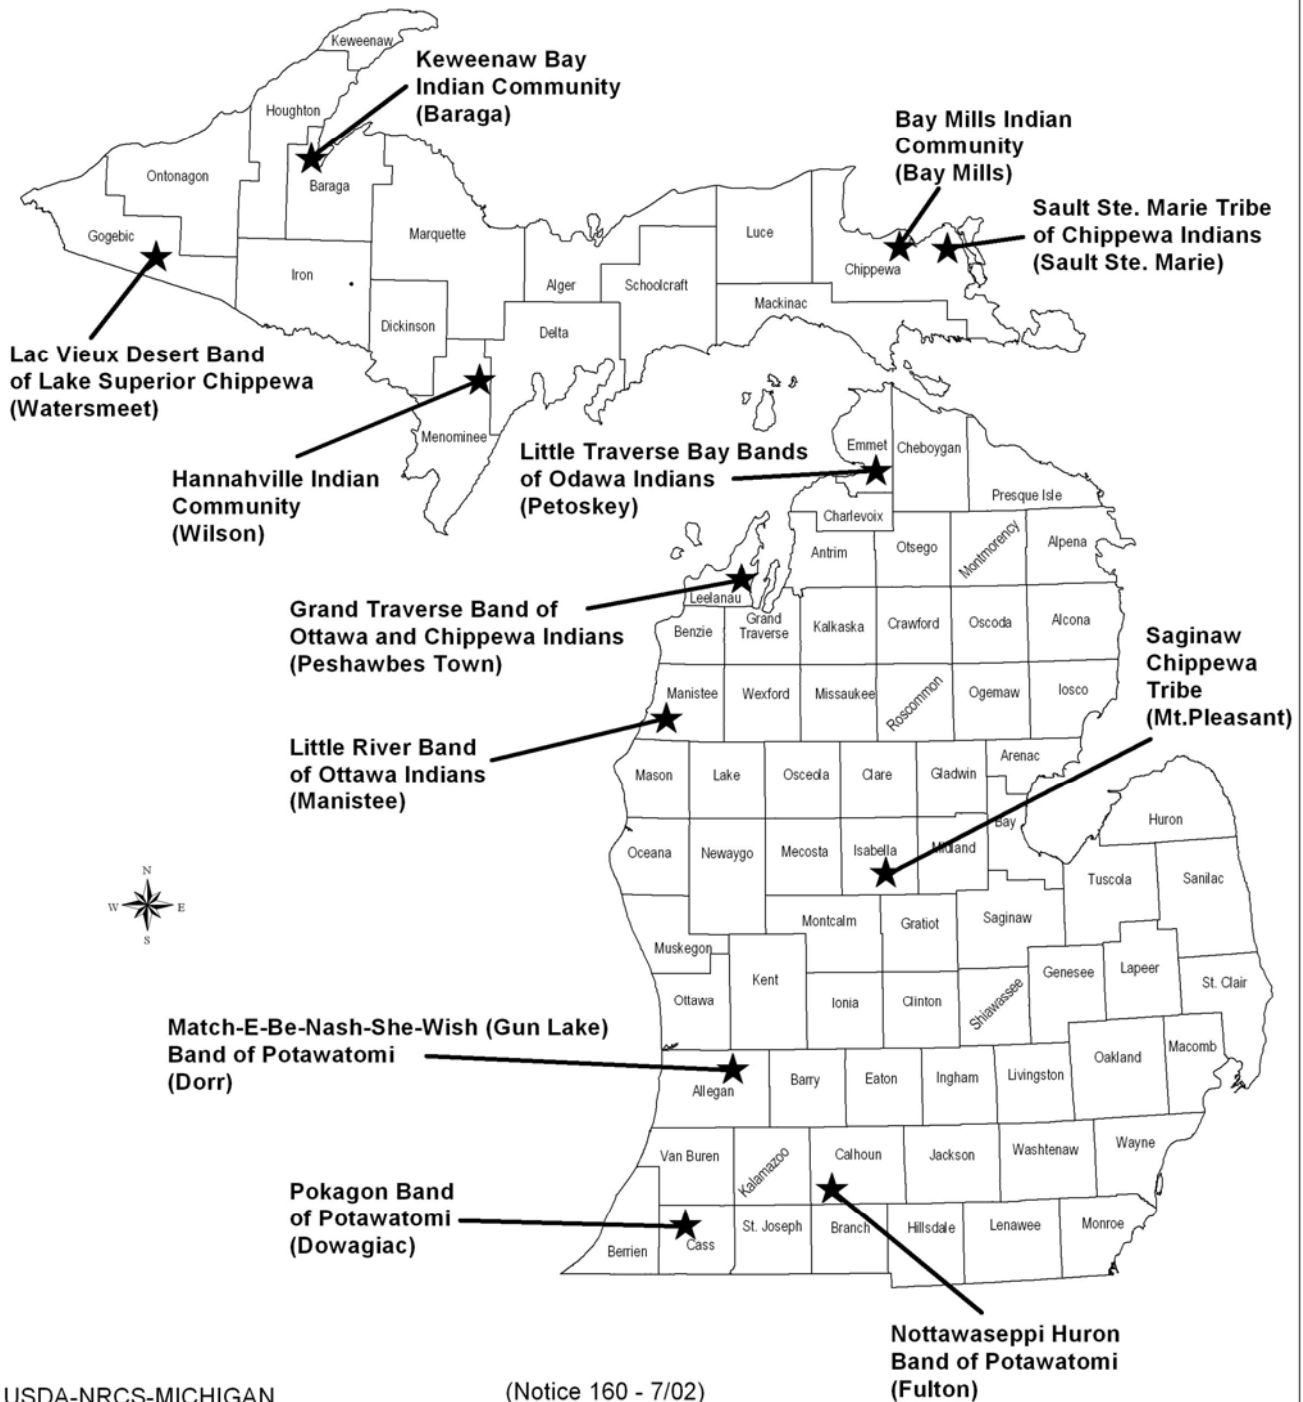 Keweenaw
Keweenaw Bay
Indian Community
(Baraga)
Houghton
Bay Mills Indian
Community
(Bay Mills)
Ontonagon
Baraga
Sault Ste. Marie Tribe
of Chippewa Indians
(Sault Ste. Marie)
Gogebic
Marquette
Luce
Chippewa
Iron
Alger
Schoolcraft
Mackinac
Dickinson
Delta
Lac Vieux Desert Band
of Lake Superior Chippewa
(Watersmeet)
Menominee
Hannahville Indian
Community
(Wilson)
Little Traverse Bay Bands
of Odawa Indians
(Petoskey)
Emmet
Cheboygan
Presque Isle
Charlevoix
Antrim
Otsego
Montmorency
Alpena
Leelanau
Grand Traverse Band of
Ottawa and Chippewa Indians
(Peshawbes Town)
Benzie
Grand
Traverse
Kalkaska
Crawford
Oscoda
Alcona
Saginaw
Chippewa
Tribe
(Mt.Pleasant)
Manistee
Wexford
Missaukee
Roscommon
Ogemaw
Iosco
Little River Band
of Ottawa Indians
(Manistee)
Mason
Lake
Osceola
Clare
Gladwin
Arenac
Oceana
Newaygo
Mecosta
Isabella
Midland
Bay
Huron
Tuscola
Sanilac
N
W
E
S
Muskegon
Montcalm
Gratiot
Saginaw
Kent
Ottawa
Ionia
Clinton
Shiawassee
Genesee
Lapeer
St. Clair
Match-E-Be-Nash-She-Wish (Gun Lake)
Band of Potawatomi
(Dorr)
Allegan
Barry
Eaton
Ingham
Livingston
Oakland
Macomb
Van Buren
Kalamazoo
Calhoun
Jackson
Washtenaw
Wayne
Pokagon Band
of Potawatomi
(Dowagiac)
Berrien
Cass
St. Joseph
Branch
Hillsdale
Lenawee
Monroe
Nottawaseppi Huron
Band of Potawatomi
(Fulton)
USDA-NRCS-MICHIGAN
(Notice 160 - 7/02)